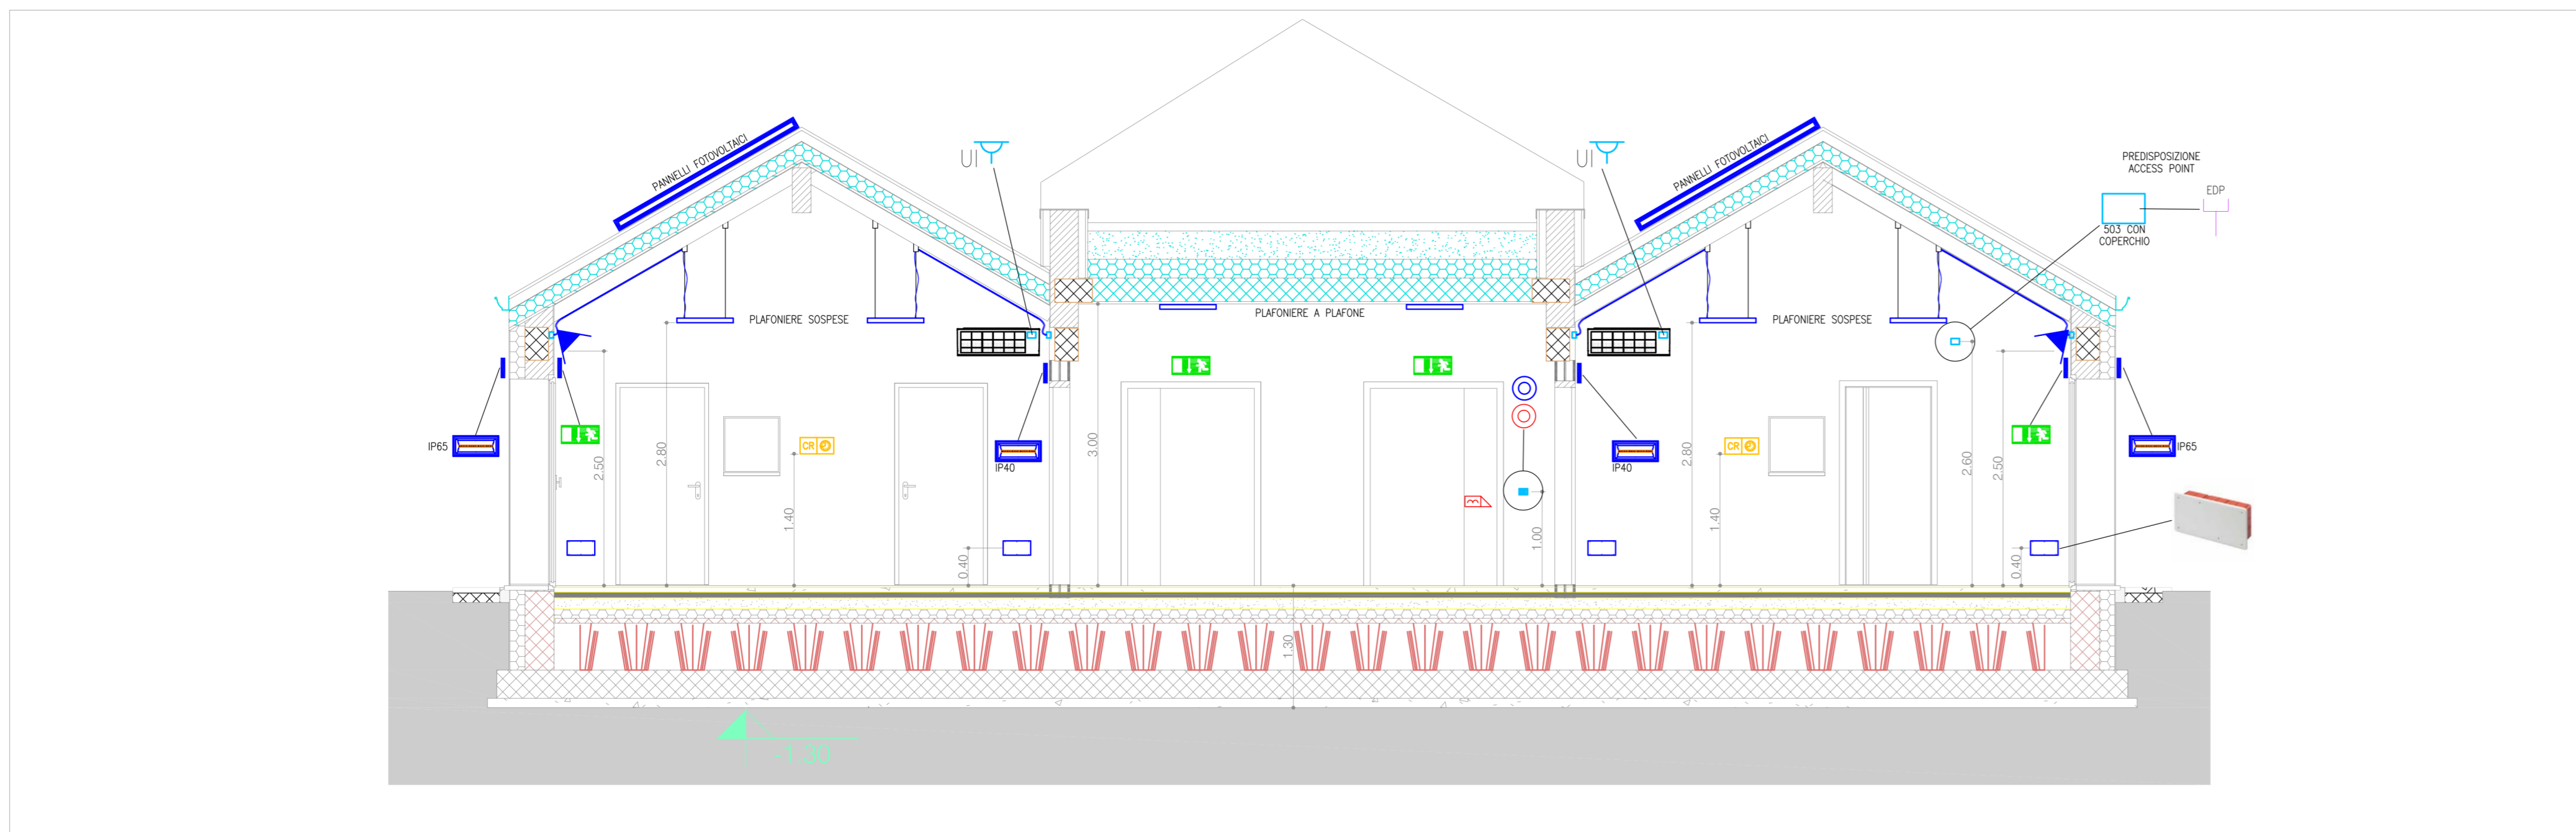 PANNELLI FOTOVOLTAICI
UI
UI
PANNELLI FOTOVOLTAICI
PREDISPOSIZIONE
ACCESS POINT
EDP
503 CON
COPERCHIO
PLAFONIERE SOSPESE
PLAFONIERE A PLAFONE
PLAFONIERE SOSPESE
IP65
2.50
2.80
CR
1.40
IP40
0.40
3.00
1.00
IP40
2.80
CR
1.40
2.60
2.50
0.40
IP65
1.30
-1.30